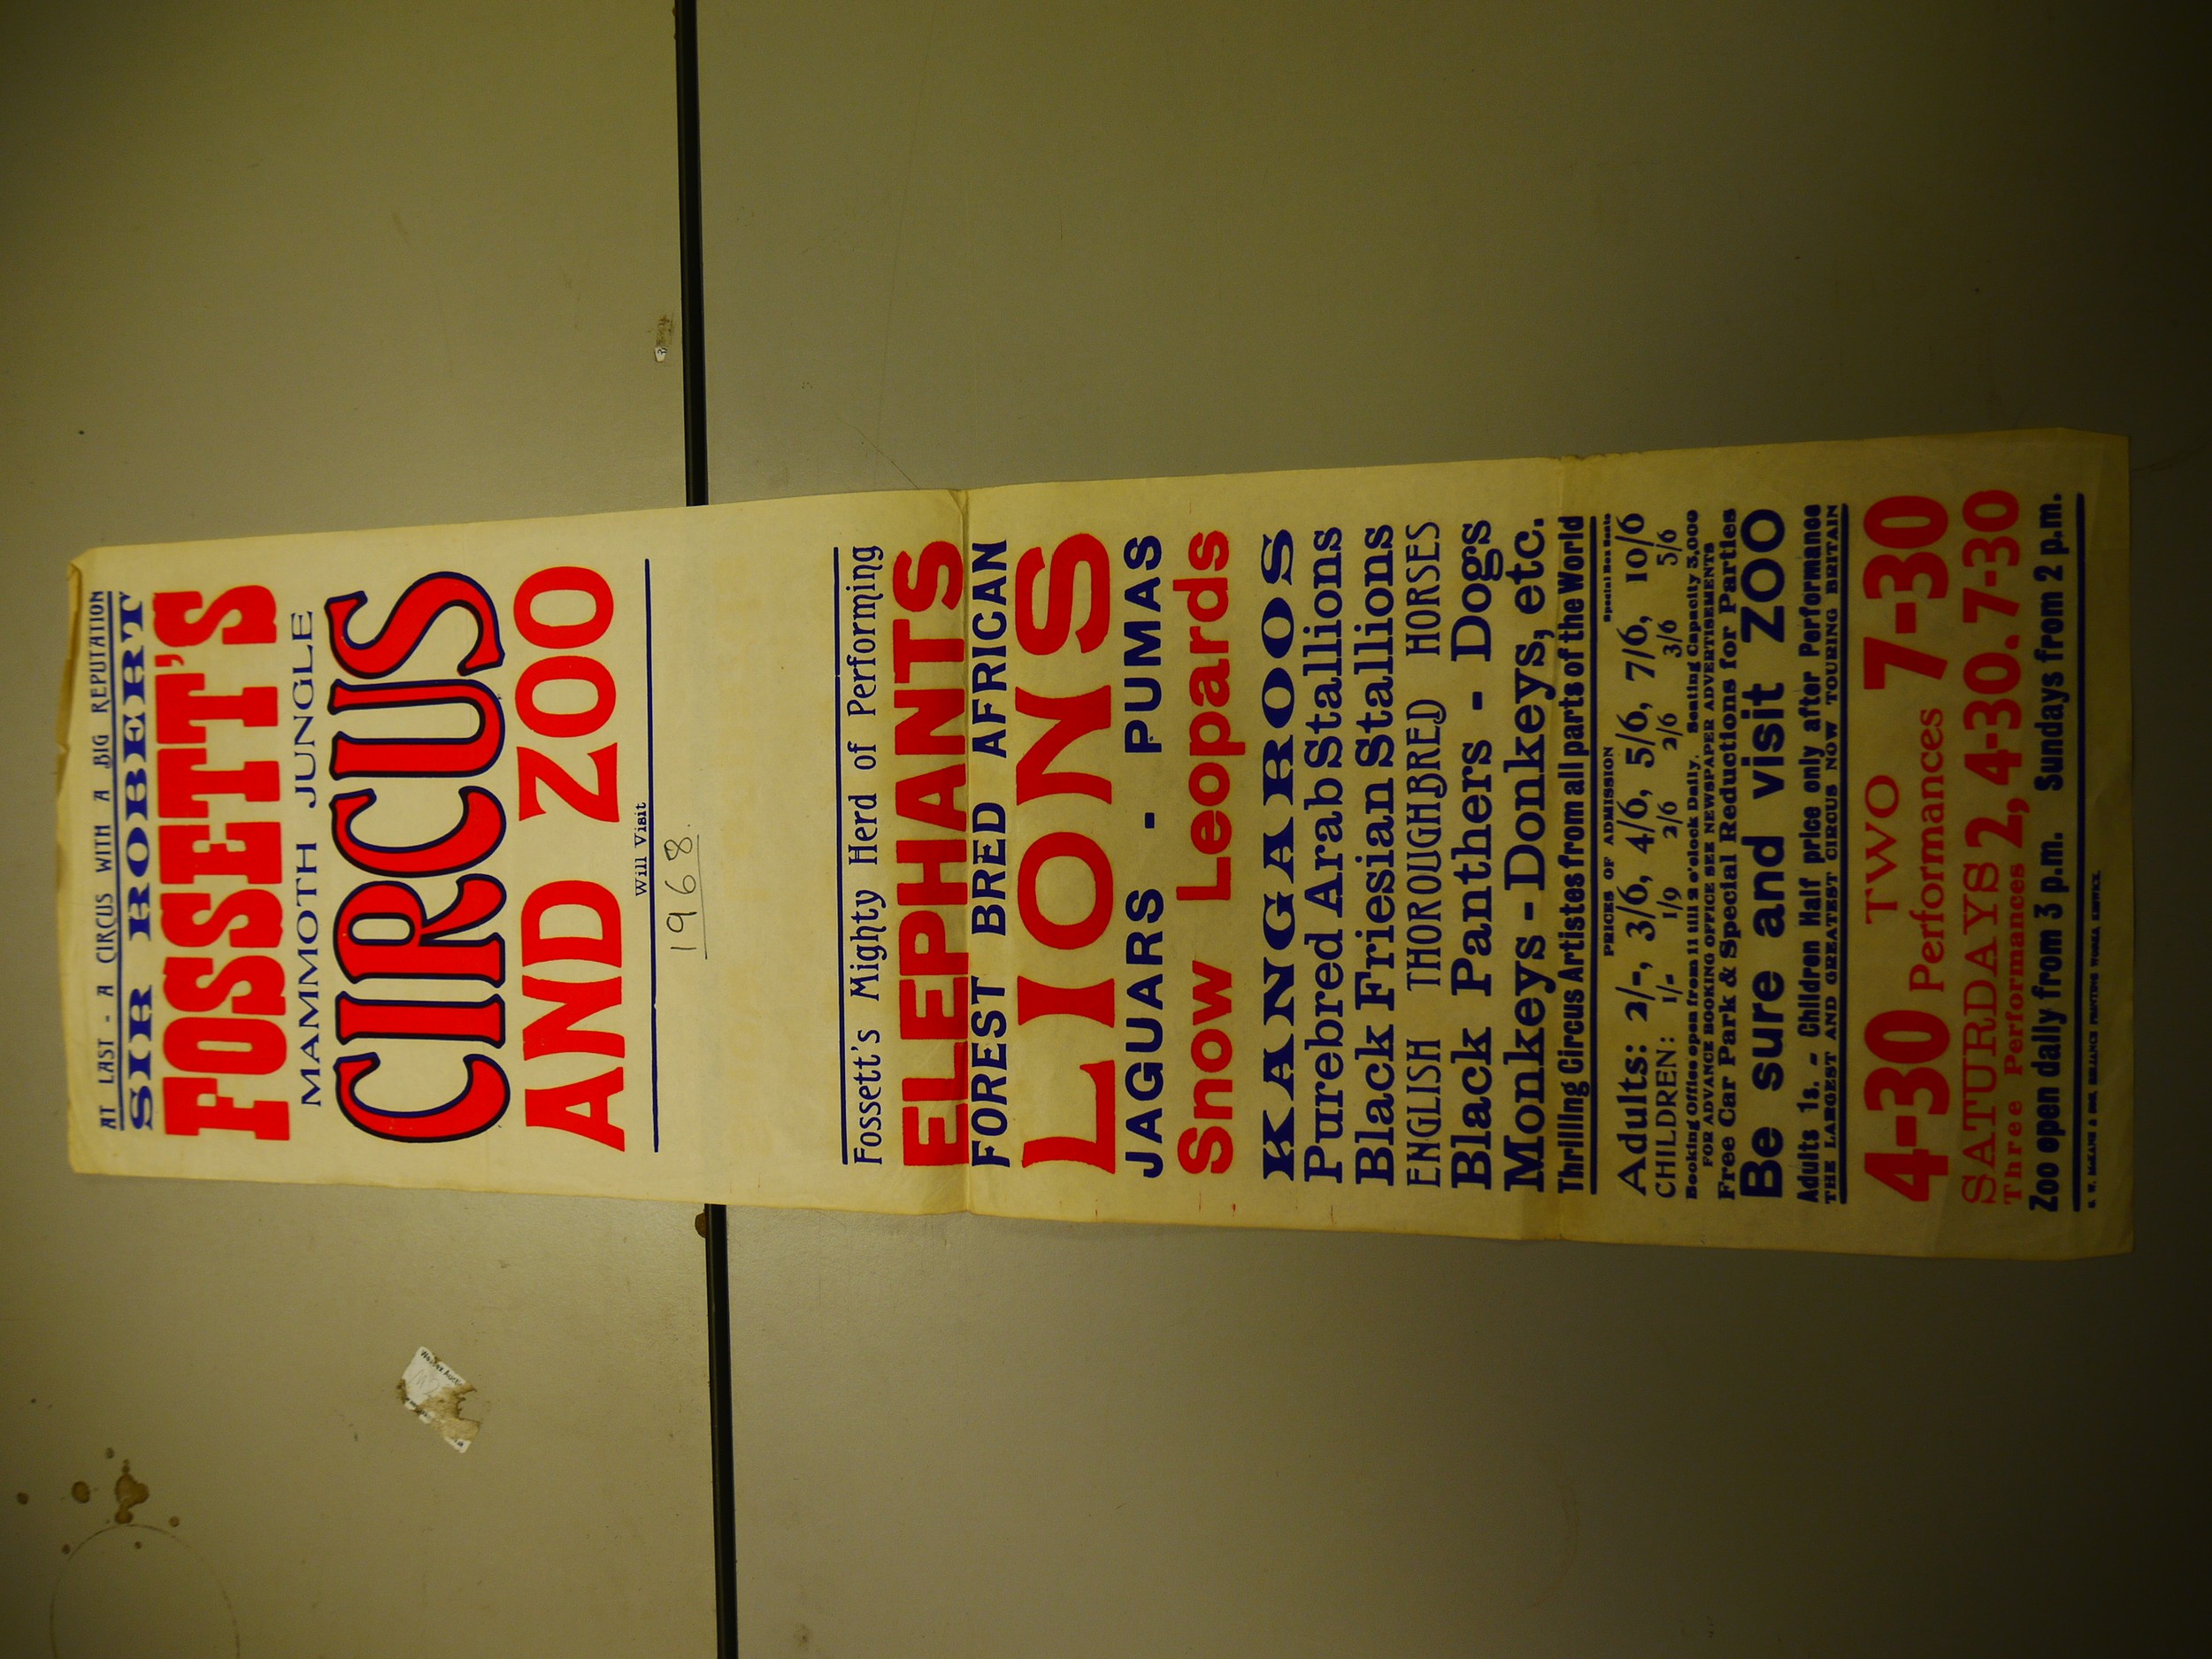 AT LAST - A CIRCUS WITH A BIG REPUTATION
SIR ROBERT
FOSSETT'S
MAMMOTH JUNGLE
CIRCUS
AND ZOO
Will Visit
1968.
Fossett's Mighty Herd of Performing
ELEPHANTS
FOREST BRED AFRICAN
LIONS
JAGUARS - PUMAS
Snow Leopards
KANGAROOS
Purebred Arab Stallions
Black Friesian Stallions
ENGLISH THOROUGHBRED HORSES
Black Panthers - Dogs
Monkeys - Donkeys, etc.
Thrilling Circus Artistes from all parts of the World
PRICES OF ADMISSION Special Box Seats
Adults: 2/-, 3/6, 4/6, 5/6, 7/6, 10/6
CHILDREN: 1/- 1/9 2/6 2/6 3/6 5/6
Booking Office open from 11 till 2 o'clock Daily. Seating Capacity 3,000
FOR ADVANCE BOOKING OFFICE SEE NEWSPAPER ADVERTISEMENTS
Free Car Park & Special Reductions for Parties
Be sure and visit ZOO
Adults 1s. - Children Half price only after Performance
THE LARGEST AND GREATEST CIRCUS NOW TOURING BRITAIN
TWO
4-30 Performances 7-30
SATURDAYS 2, 4-30. 7-30
Three Performances
Zoo open daily from 3 p.m. Sundays from 2 p.m.
PRINTING WORKS